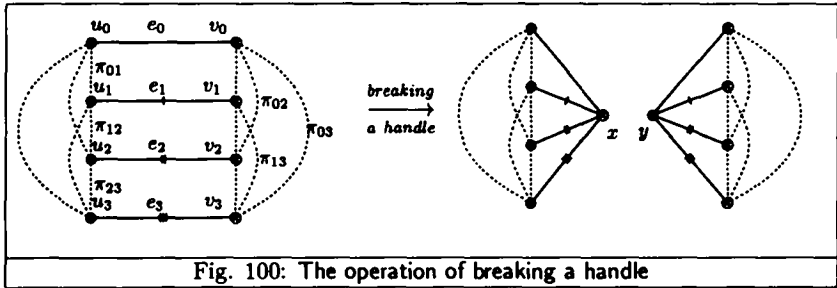 u₀ e₀ v₀
π₀₁
u₁ e₁ v₁
π₀₂
breaking
a handle
π₁₂
π₀₃
u₂ e₂ v₂
π₁₃
π₂₃
u₃ e₃ v₃
x y
Fig. 100: The operation of breaking a handle